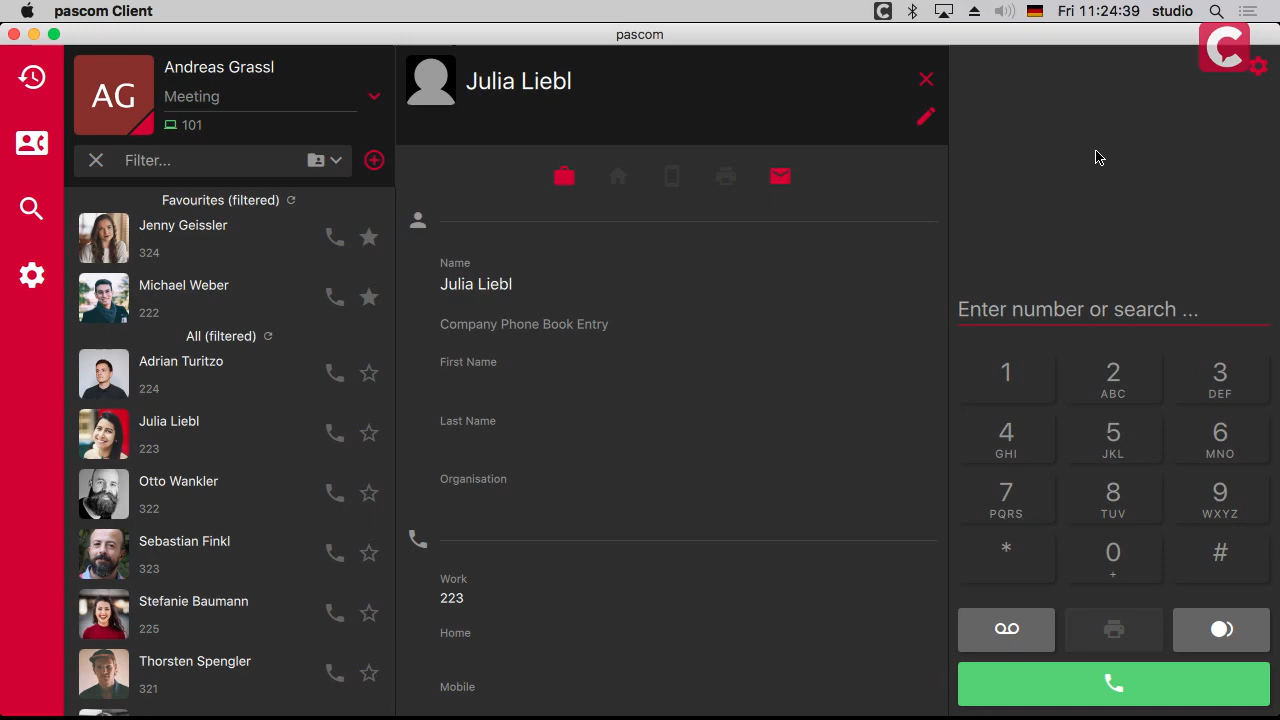 pascom Client
Fri 11:24:39
studio
pascom
AG
Andreas Grassl
Meeting
101
Filter...
Favourites (filtered)
Jenny Geissler
324
Michael Weber
222
All (filtered)
Adrian Turitzo
224
Julia Liebl
223
Otto Wankler
322
Sebastian Finkl
323
Stefanie Baumann
225
Thorsten Spengler
321
Julia Liebl
Name
Julia Liebl
Company Phone Book Entry
First Name
Last Name
Organisation
Work
223
Home
Mobile
Enter number or search ...
1
2
ABC
3
DEF
4
GHI
5
JKL
6
MNO
7
PQRS
8
TUV
9
WXYZ
*
0
+
#